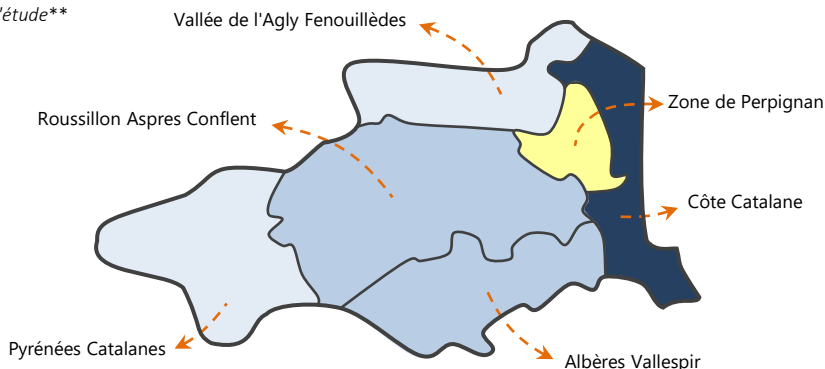 'étude**
Vallée de l'Agly Fenouillèdes
Zone de Perpignan
Roussillon Aspres Conflent
Côte Catalane
Pyrénées Catalanes
Albères Vallespir